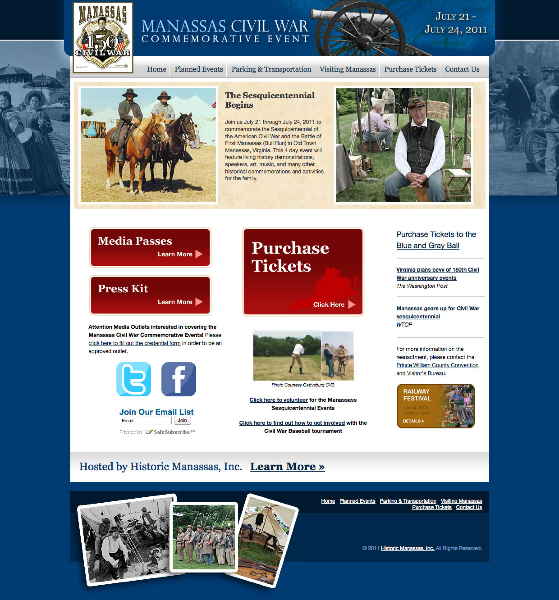 MANASSAS
150
CIVIL WAR
MANASSAS CIVIL WAR
COMMEMORATIVE EVENT
JULY 21 -
JULY 24, 2011
Home Planned Events Parking & Transportation Visiting Manassas Purchase Tickets Contact Us
The Sesquicentennial
Begins
Join us July 21 through July 24, 2011 to
commemorate the Sesquicentennial of
the American Civil War and the Battle of
First Manassas (Bull Run) in Old Town
Manassas, Virginia. This 4 day event will
feature living history demonstrations,
speakers, art, music, and many other
historical commemorations and activities
for the family.
Media Passes
Learn More
Press Kit
Learn More
Attention Media Outlets interested in covering the
Manassas Civil War Commemorative Events! Please
click here to fill out the credential form in order to be an
approved outlet.
Join Our Email List
Email: Join
Privacy by SafeSubscribe℠
Purchase
Tickets
Click Here
Photo Courtesy Gettysburg CVB
Click here to volunteer for the Manassas
Sesquicentennial Events
Click here to find out how to get involved with the
Civil War Baseball tournament
Purchase Tickets to the
Blue and Gray Ball
Virginia plans bevy of 150th Civil
War anniversary events
The Washington Post
Manassas gears up for Civil War
sesquicentennial
WTOP
For more information on the
reenactment, please contact the
Prince William County Convention
and Visitor's Bureau.
RAILWAY
FESTIVAL
DETAILS
Hosted by Historic Manassas, Inc. Learn More »
Home Planned Events Parking & Transportation Visiting Manassas
Purchase Tickets Contact Us
© 2011 Historic Manassas, Inc. All Rights Reserved.